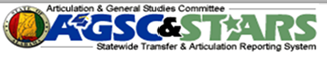 Articulation & General Studies Committee
AGSC&STARS
Statewide Transfer & Articulation Reporting System